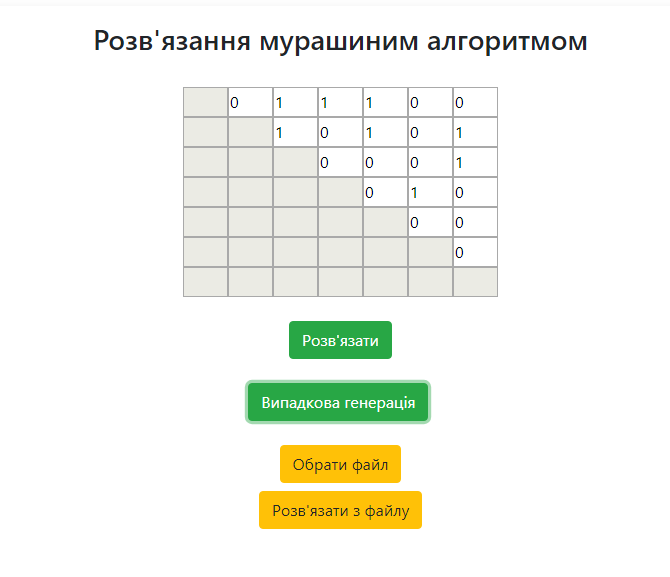 Розв'язання мурашиним алгоритмом
0 1 1 1 0 0
1 0 1 0 1
0 0 0 1
0 1 0
0 0
0
Розв'язати
Випадкова генерація
Обрати файл
Розв'язати з файлу